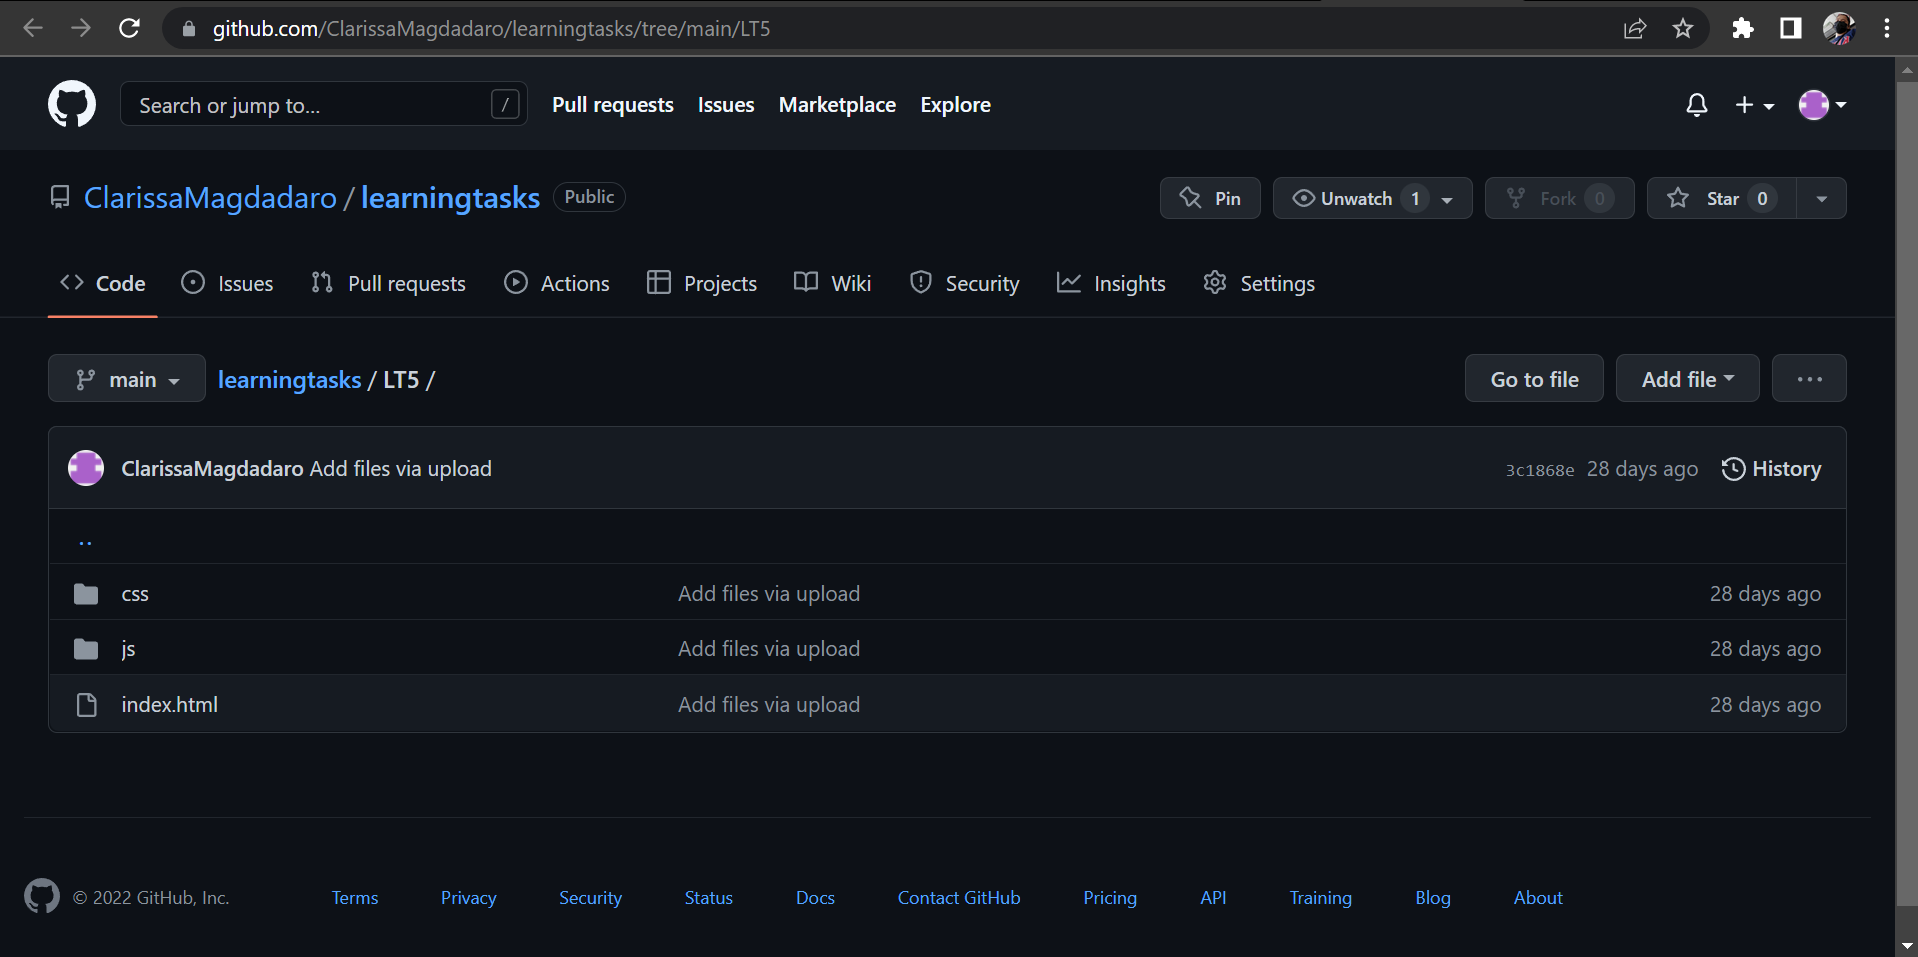 github.com/ClarissaMagdadaro/learningtasks/tree/main/LT5
Search or jump to... / Pull requests Issues Marketplace Explore
ClarissaMagdadaro / learningtasks Public Pin Unwatch 1 Fork 0 Star 0
Code Issues Pull requests Actions Projects Wiki Security Insights Settings
main learningtasks / LT5 / Go to file Add file ...
ClarissaMagdadaro Add files via upload 3c1868e 28 days ago History
..
css Add files via upload 28 days ago
js Add files via upload 28 days ago
index.html Add files via upload 28 days ago
© 2022 GitHub, Inc. Terms Privacy Security Status Docs Contact GitHub Pricing API Training Blog About